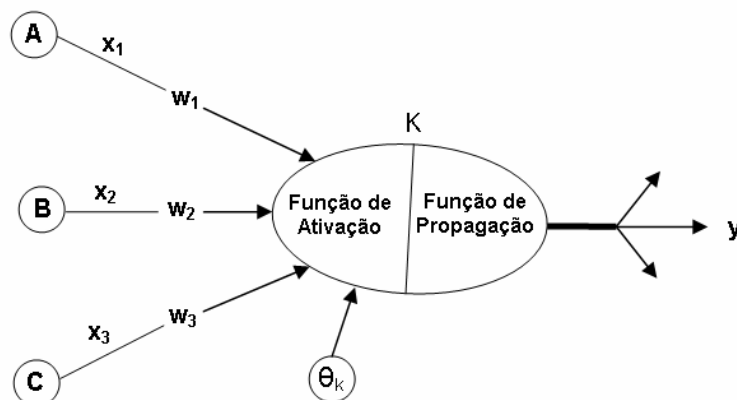 A
x1
w1
K
B
x2
w2
Função de
Ativação
Função de
Propagação
y
x3
w3
C
θk